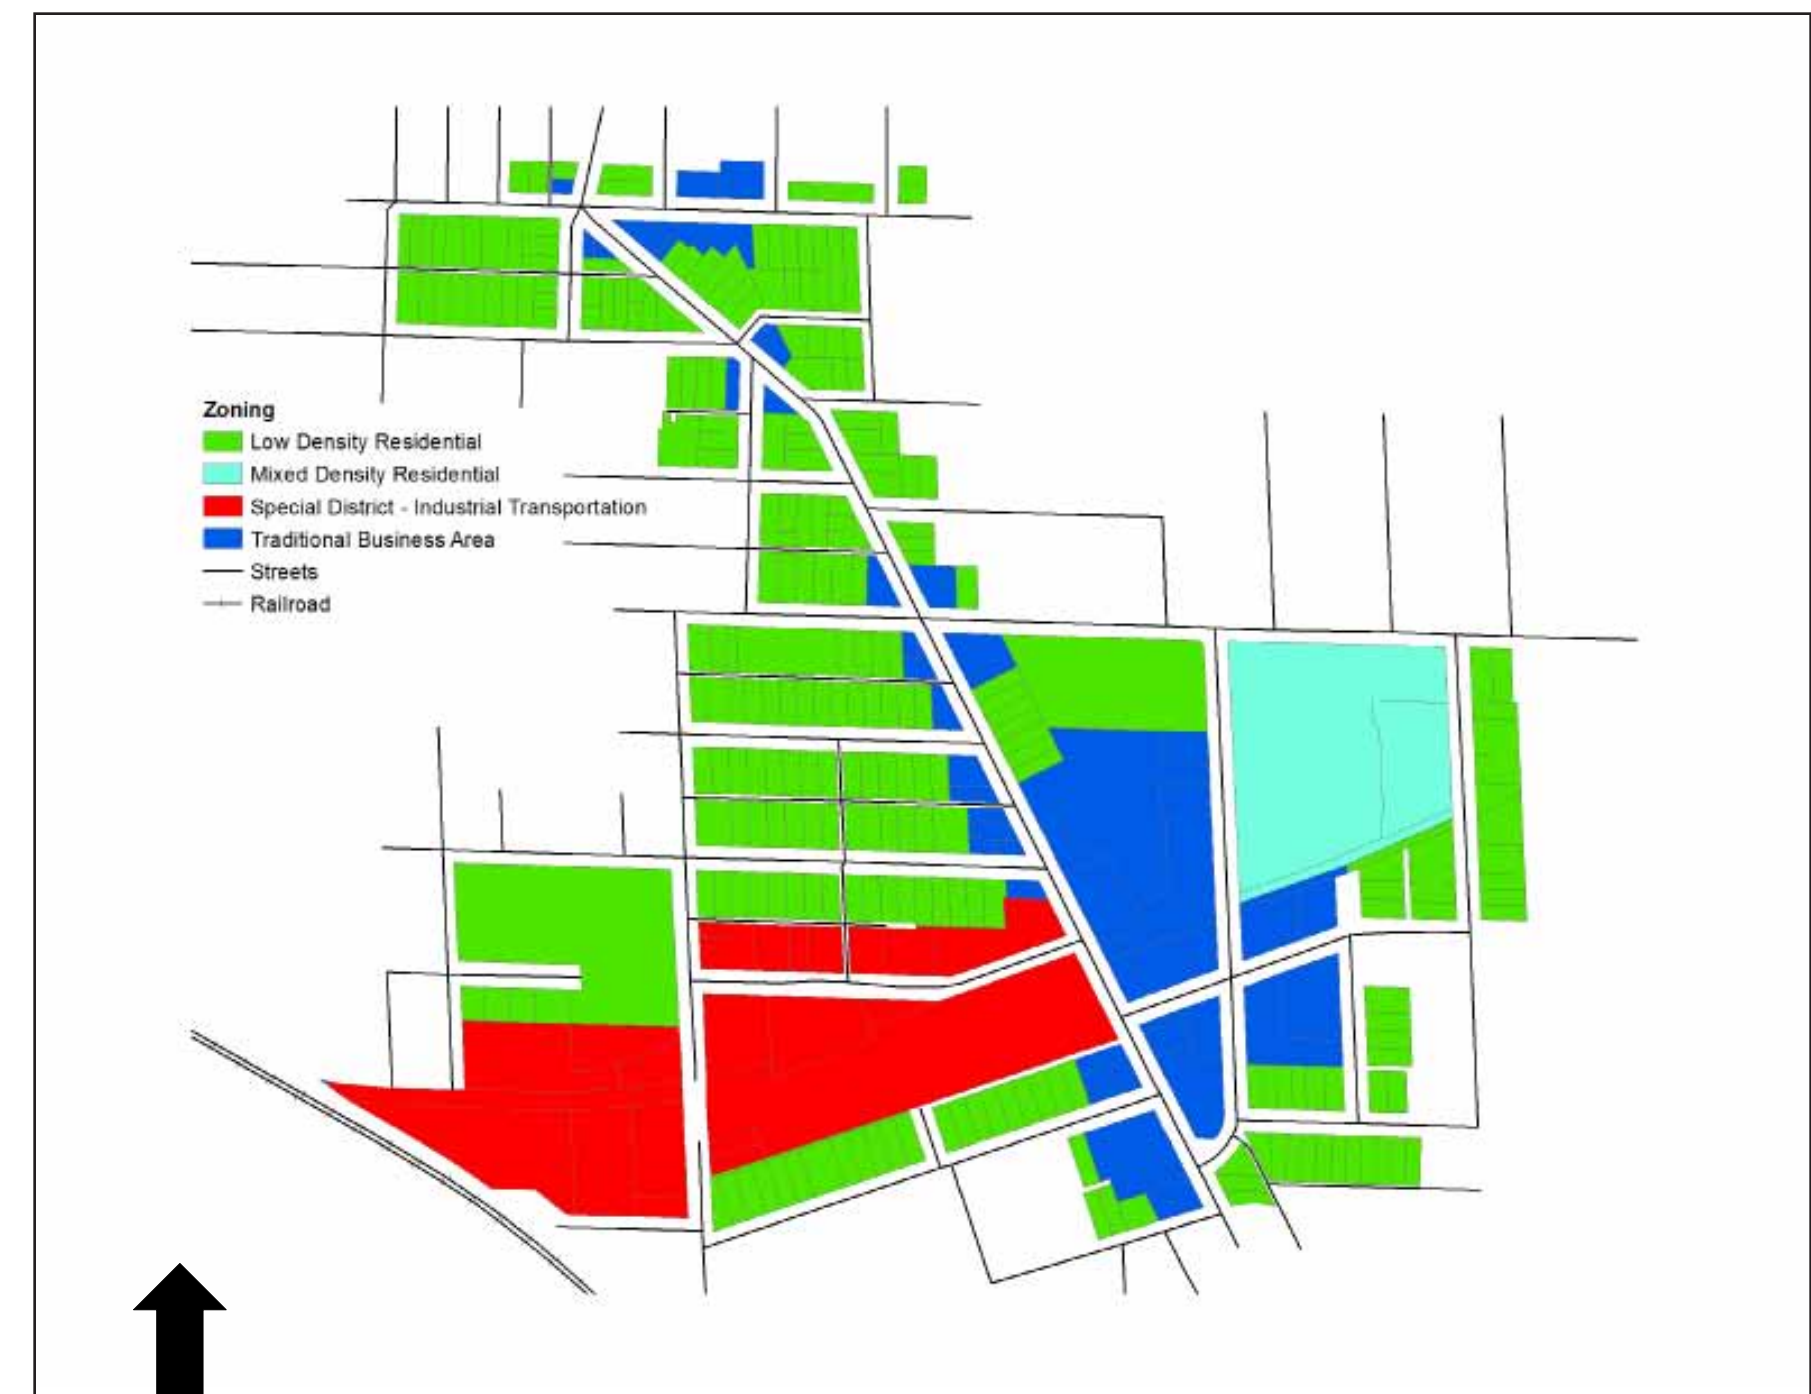 Zoning
Low Density Residential
Mixed Density Residential
Special District - Industrial Transportation
Traditional Business Area
Streets
Railroad